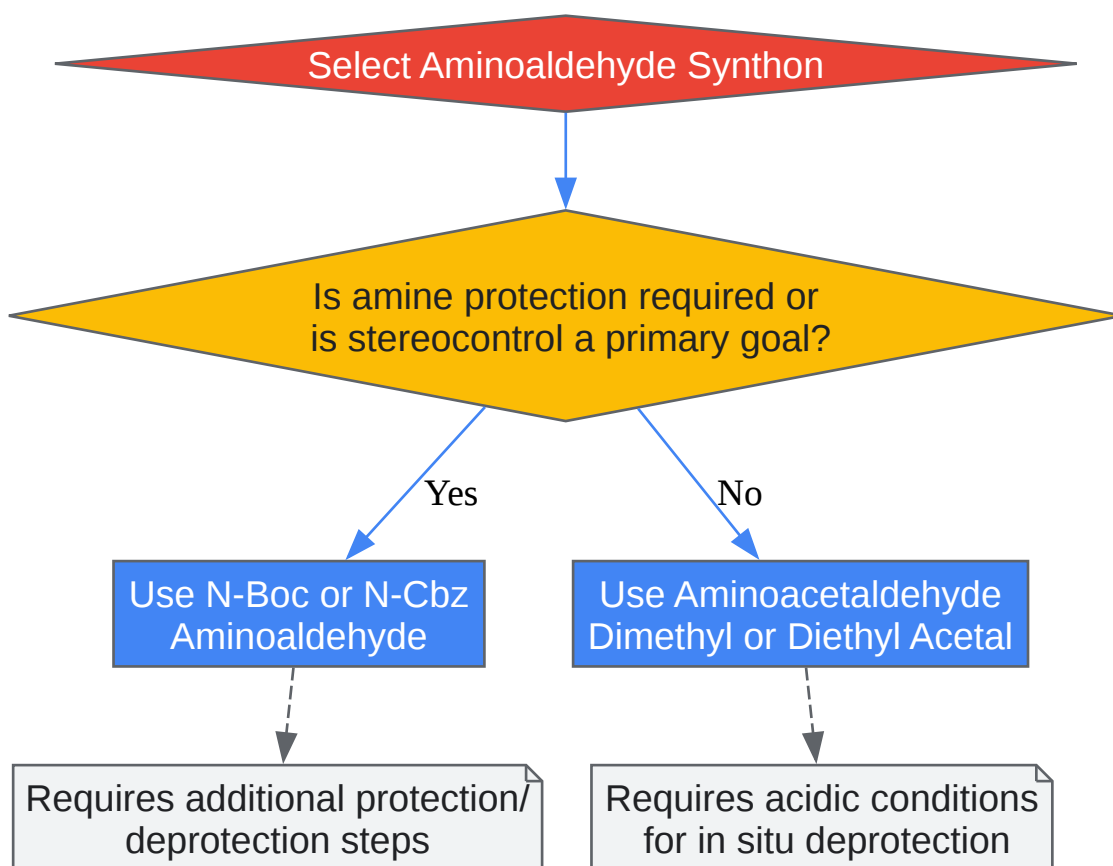 Select Aminoaldehyde Synthon
Is amine protection required or
is stereocontrol a primary goal?
Yes
No
Use N-Boc or N-Cbz
Aminoaldehyde
Use Aminoacetaldehyde
Dimethyl or Diethyl Acetal
Requires additional protection/
deprotection steps
Requires acidic conditions
for in situ deprotection